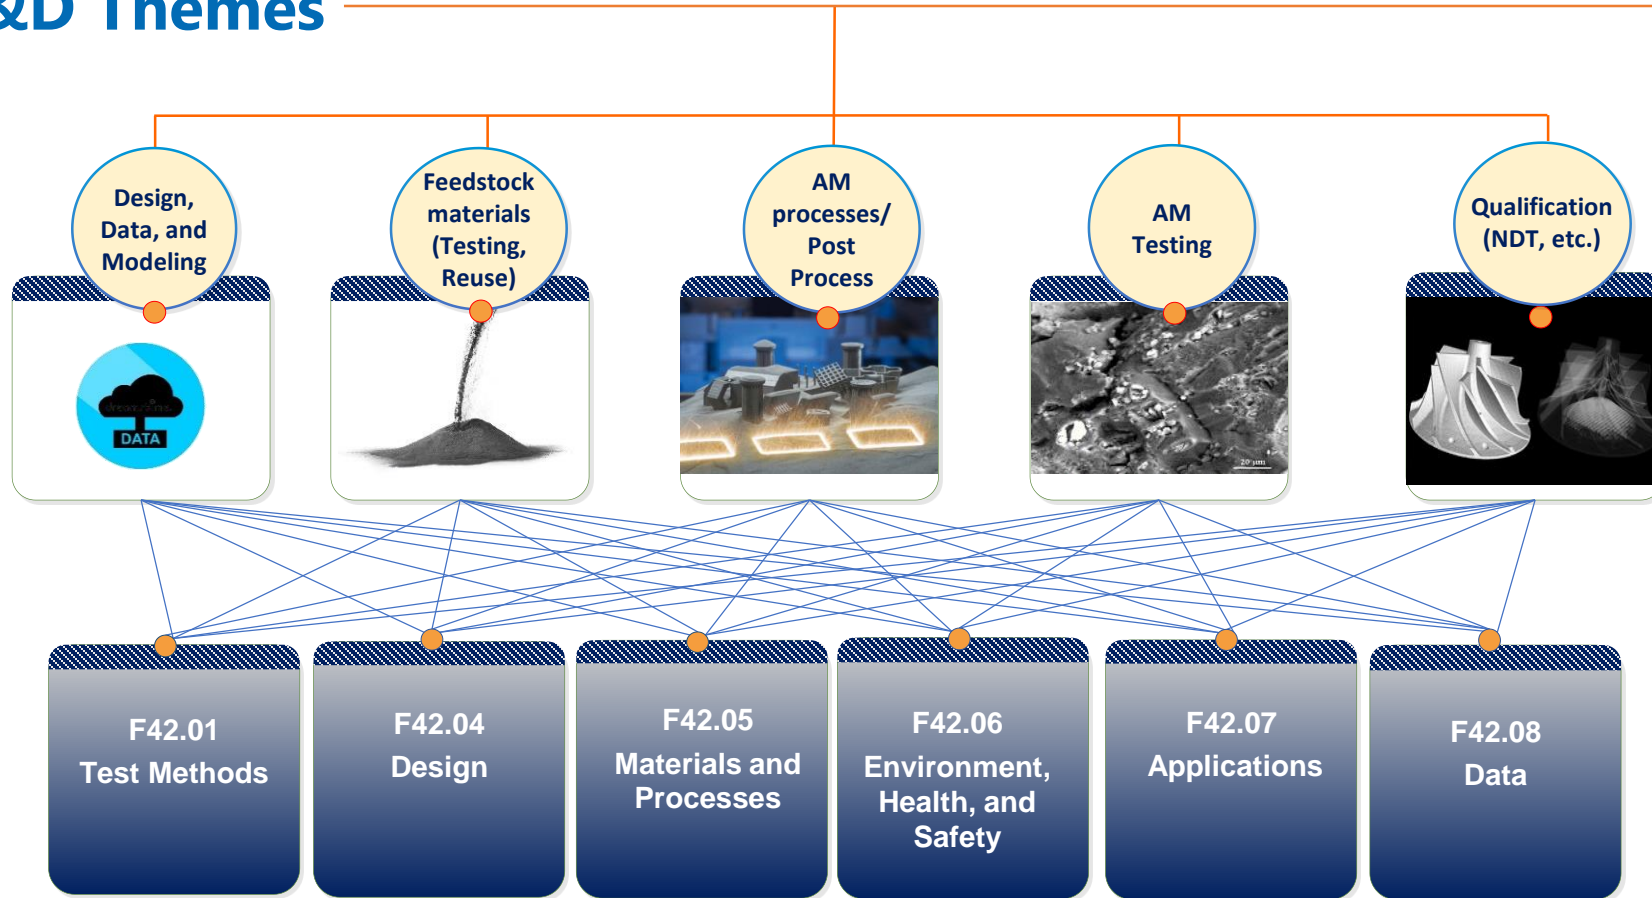 &D Themes
Design,
Data, and
Modeling
Feedstock
materials
(Testing,
Reuse)
AM
processes/
Post
Process
AM
Testing
Qualification
(NDT, etc.)
DATA
20 µm
F42.01
Test Methods
F42.04
Design
F42.05
Materials and
Processes
F42.06
Environment,
Health, and
Safety
F42.07
Applications
F42.08
Data